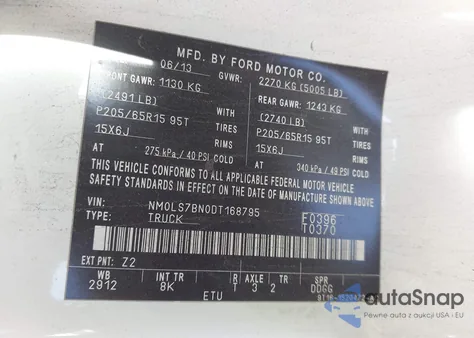 MFD. BY FORD MOTOR CO.
06/13 GVWR: 2270 KG (5005 LB)
FRONT GAWR: 1130 KG REAR GAWR: 1243 KG
(2491 LB) (2740 LB)
P205/65R15 95T TIRES P205/65R15 95T TIRES
15X6J RIMS 15X6J RIMS
AT 275 kPa/ 40 PSI COLD AT 340 kPa/ 49 PSI COLD
THIS VEHICLE CONFORMS TO ALL APPLICABLE FEDERAL MOTOR VEHICLE
SAFETY STANDARDS IN EFFECT ON THE DATE OF MANUFACTURE SHOWN ABOVE.
VIN: NM0LS7BN0DT168795 F0396
TYPE: TRUCK T0370
EXT PNT: Z2
WB INT TR R AXLE TR SPR
2912 8K 3 2 DDGG
ETU
autoSnap
Pewne auta z aukcji USA i EU